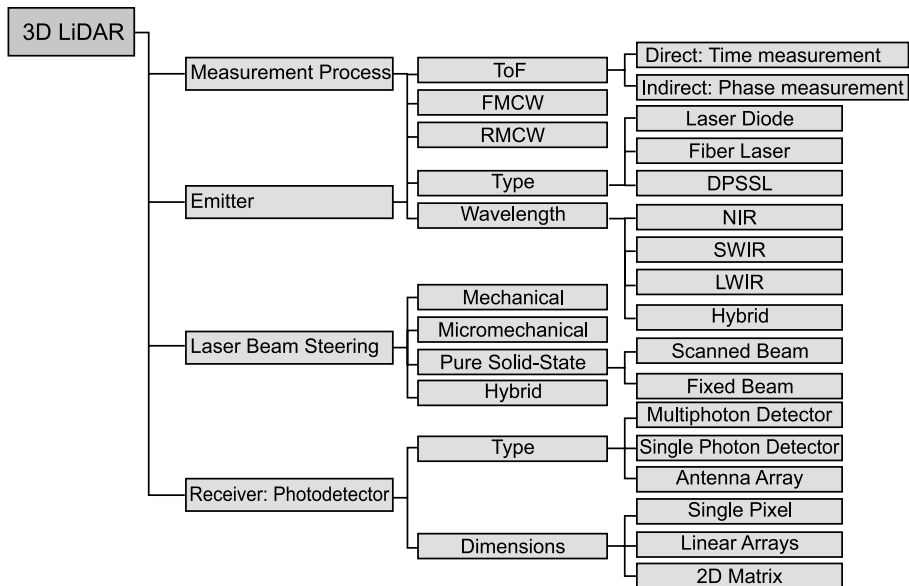 3D LiDAR
Measurement Process
ToF
Direct: Time measurement
Indirect: Phase measurement
FMCW
RMCW
Emitter
Type
Laser Diode
Fiber Laser
DPSSL
Wavelength
NIR
SWIR
LWIR
Hybrid
Laser Beam Steering
Mechanical
Micromechanical
Pure Solid-State
Scanned Beam
Fixed Beam
Hybrid
Receiver: Photodetector
Type
Multiphoton Detector
Single Photon Detector
Antenna Array
Dimensions
Single Pixel
Linear Arrays
2D Matrix